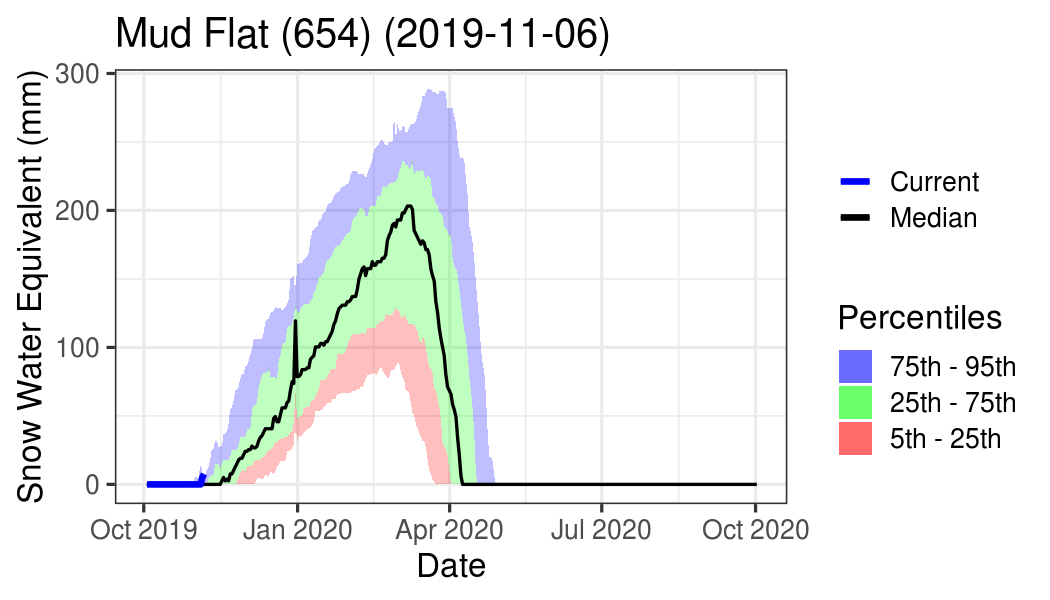 Mud Flat (654) (2019-11-06)
Snow Water Equivalent (mm)
300
200
100
0
Oct 2019
Jan 2020
Apr 2020
Jul 2020
Oct 2020
Date
Current
Median
Percentiles
75th - 95th
25th - 75th
5th - 25th